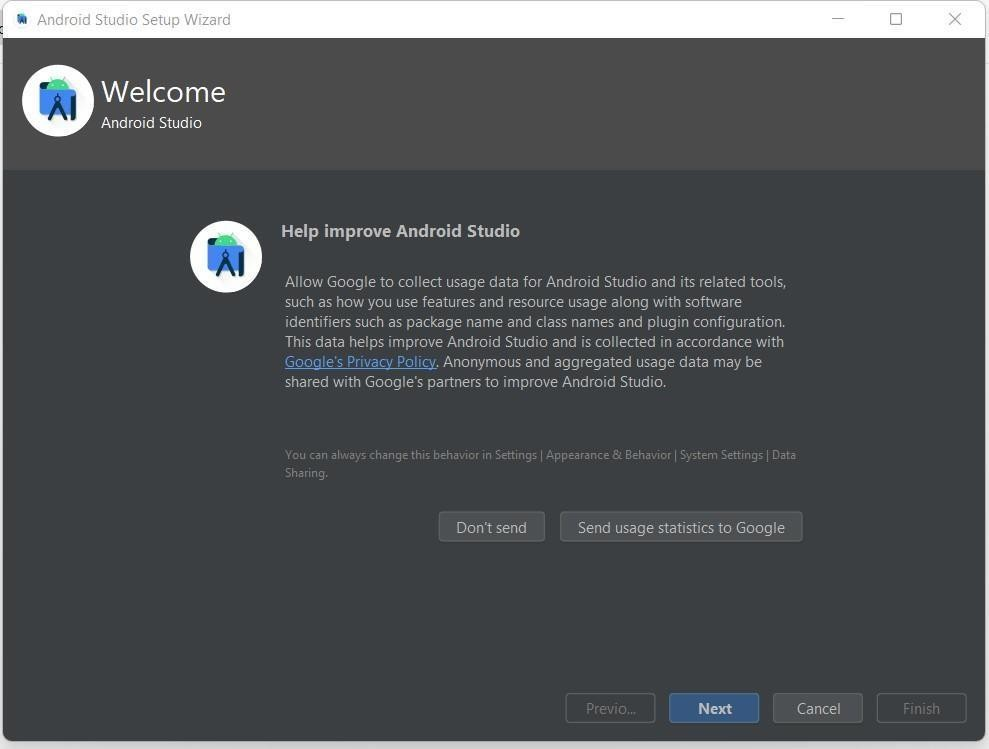 Android Studio Setup Wizard
Welcome
Android Studio
Help improve Android Studio
Allow Google to collect usage data for Android Studio and its related tools,
such as how you use features and resource usage along with software
identifiers such as package name and class names and plugin configuration.
This data helps improve Android Studio and is collected in accordance with
Google's Privacy Policy. Anonymous and aggregated usage data may be
shared with Google's partners to improve Android Studio.
You can always change this behavior in Settings | Appearance & Behavior | System Settings | Data
Sharing.
Don't send
Send usage statistics to Google
Previo...
Next
Cancel
Finish